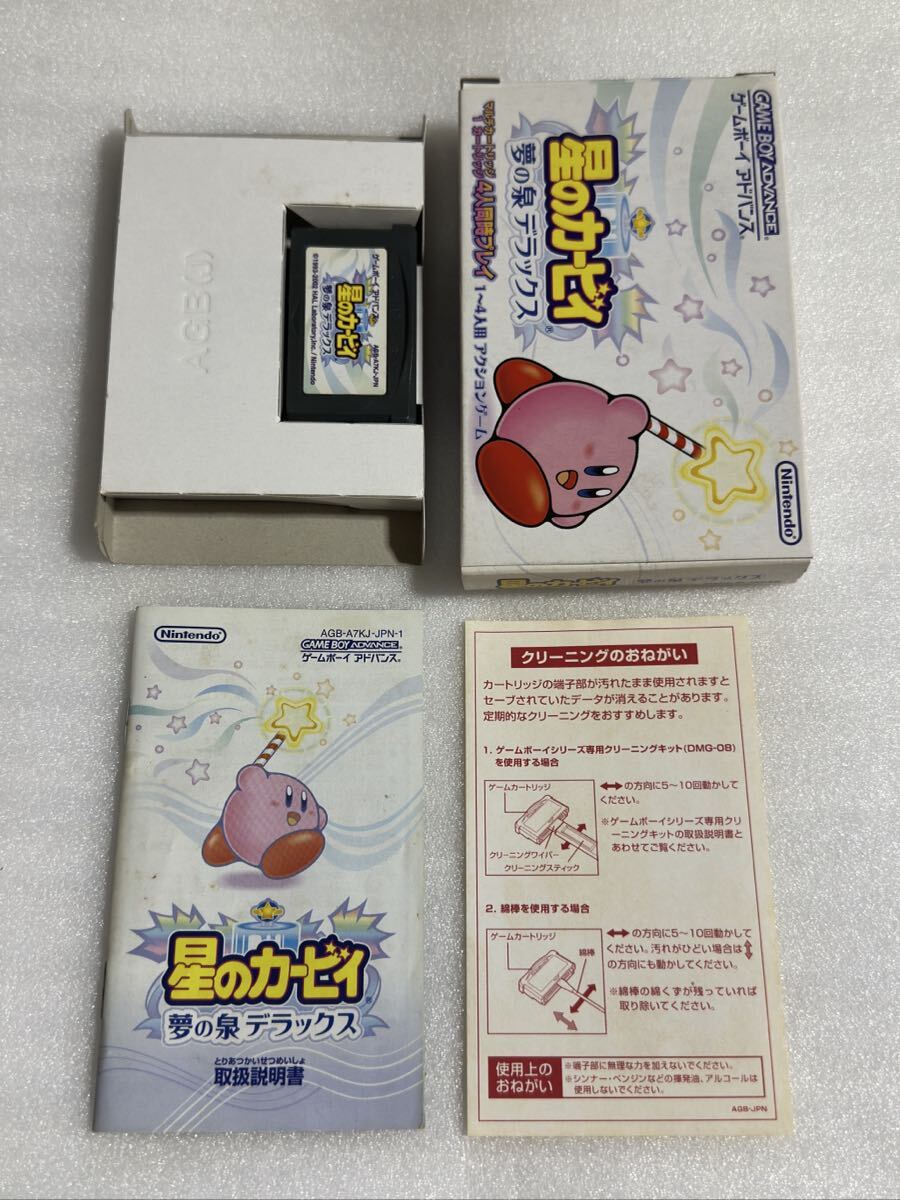 AGB(J)
ゲームボーイ アドバンス
AGB-A7KJ-JPN
星のカービィ
夢の泉 デラックス
©1993-2002 HAL Laboratory,Inc. / Nintendo
GAME BOY ADVANCE
ゲームボーイ アドバンス
星のカービィ
夢の泉 デラックス
マルチカートリッジ
1カートリッジ
4人同時プレイ
1〜4人用 アクションゲーム
Nintendo
星のカービィ
Nintendo
AGB-A7KJ-JPN-1
GAME BOY ADVANCE
ゲームボーイ アドバンス
星のカービィ
夢の泉 デラックス
とりあつかいせつめいしょ
取扱説明書
クリーニングのおねがい
カートリッジの端子部が汚れたまま使用されますと
セーブされていたデータが消えることがあります。
定期的なクリーニングをおすすめします。
1. ゲームボーイシリーズ専用クリーニングキット(DMG-08)
を使用する場合
ゲームカートリッジ
クリーニングワイパー
クリーニングスティック
↔の方向に5〜10回動かして
ください。
※ゲームボーイシリーズ専用クリ
ーニングキットの取扱説明書と
あわせてご覧ください。
2. 綿棒を使用する場合
ゲームカートリッジ
綿棒
↔の方向に5〜10回動かして
ください。汚れがひどい場合は↕
の方向にも動かしてください。
※綿棒の綿くずが残っていれば
取り除いてください。
使用上の
おねがい
※端子部に無理な力を加えないでください。
※シンナー・ベンジンなどの揮発油、アルコールは
使用しないでください。
AGB-JPN